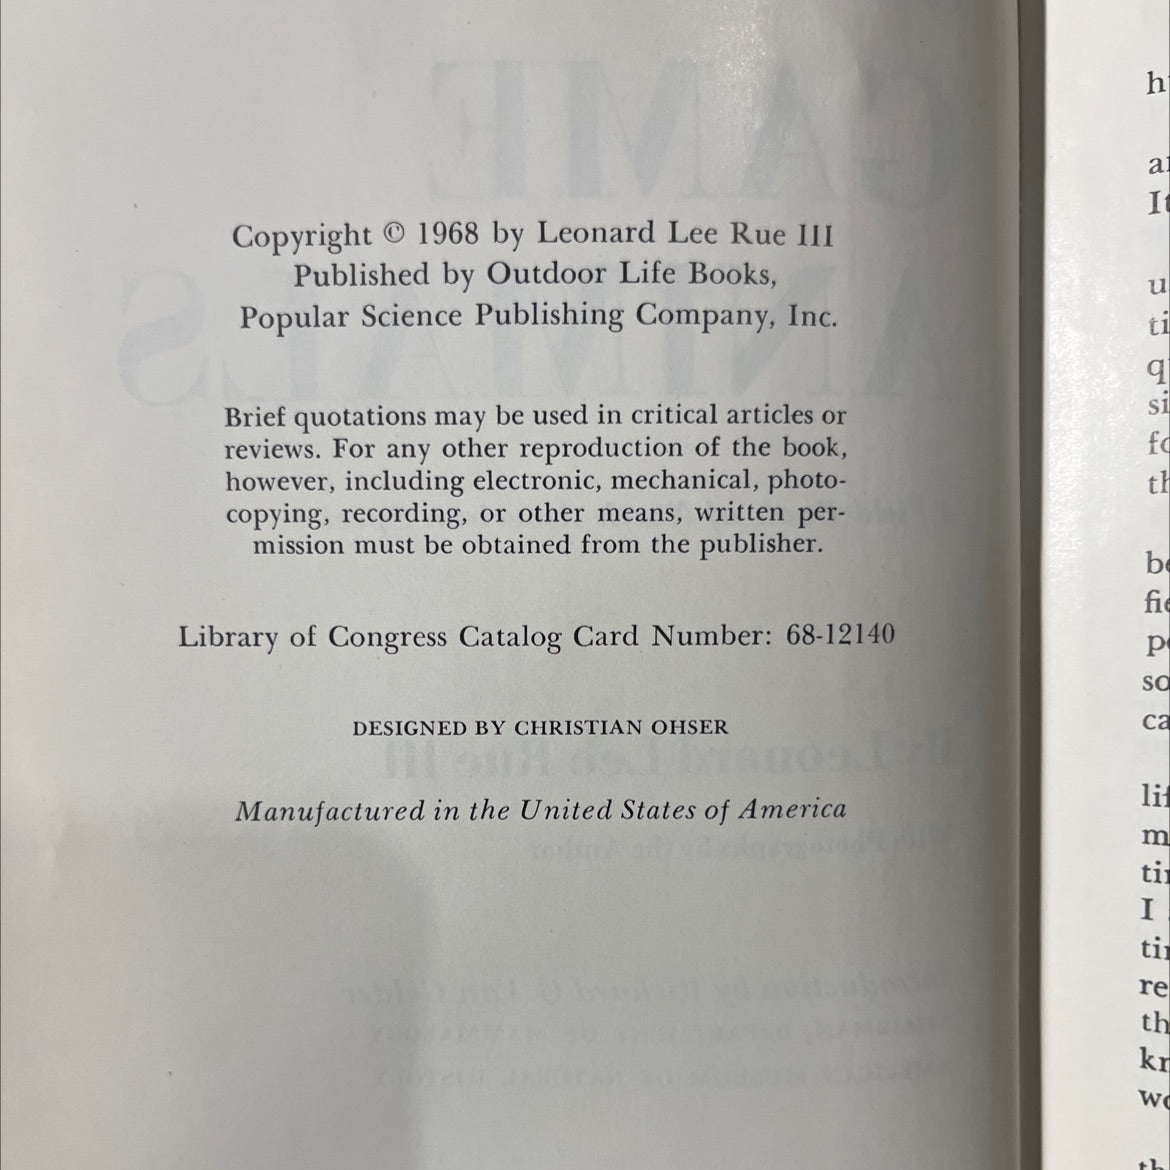 Copyright © 1968 by Leonard Lee Rue III
Published by Outdoor Life Books,
Popular Science Publishing Company, Inc.
Brief quotations may be used in critical articles or
reviews. For any other reproduction of the book,
however, including electronic, mechanical, photo-
copying, recording, or other means, written per-
mission must be obtained from the publisher.
Library of Congress Catalog Card Number: 68-12140
DESIGNED BY CHRISTIAN OHSER
Manufactured in the United States of America